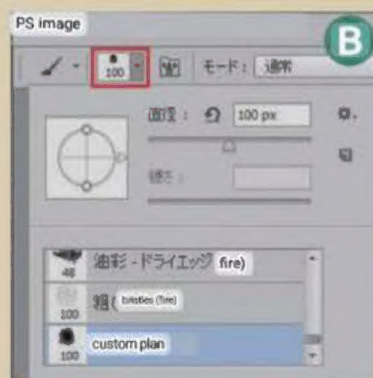 PS image
B
100 モード: 通常
直径: 100 px
硬さ:
48 油彩 - ドライエッジ fire)
100 粗( bristles (fire)
100 custom plan